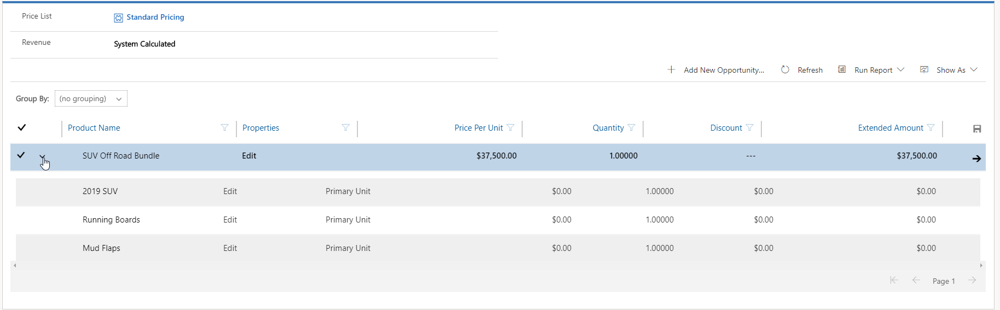 Price List Standard Pricing
Revenue System Calculated
Add New Opportunity... Refresh Run Report Show As
Group By: (no grouping)
Product Name Properties Price Per Unit Quantity Discount Extended Amount
SUV Off Road Bundle Edit $37,500.00 1.00000 --- $37,500.00
2019 SUV Edit Primary Unit $0.00 1.00000 $0.00 $0.00
Running Boards Edit Primary Unit $0.00 1.00000 $0.00 $0.00
Mud Flaps Edit Primary Unit $0.00 1.00000 $0.00 $0.00
Page 1